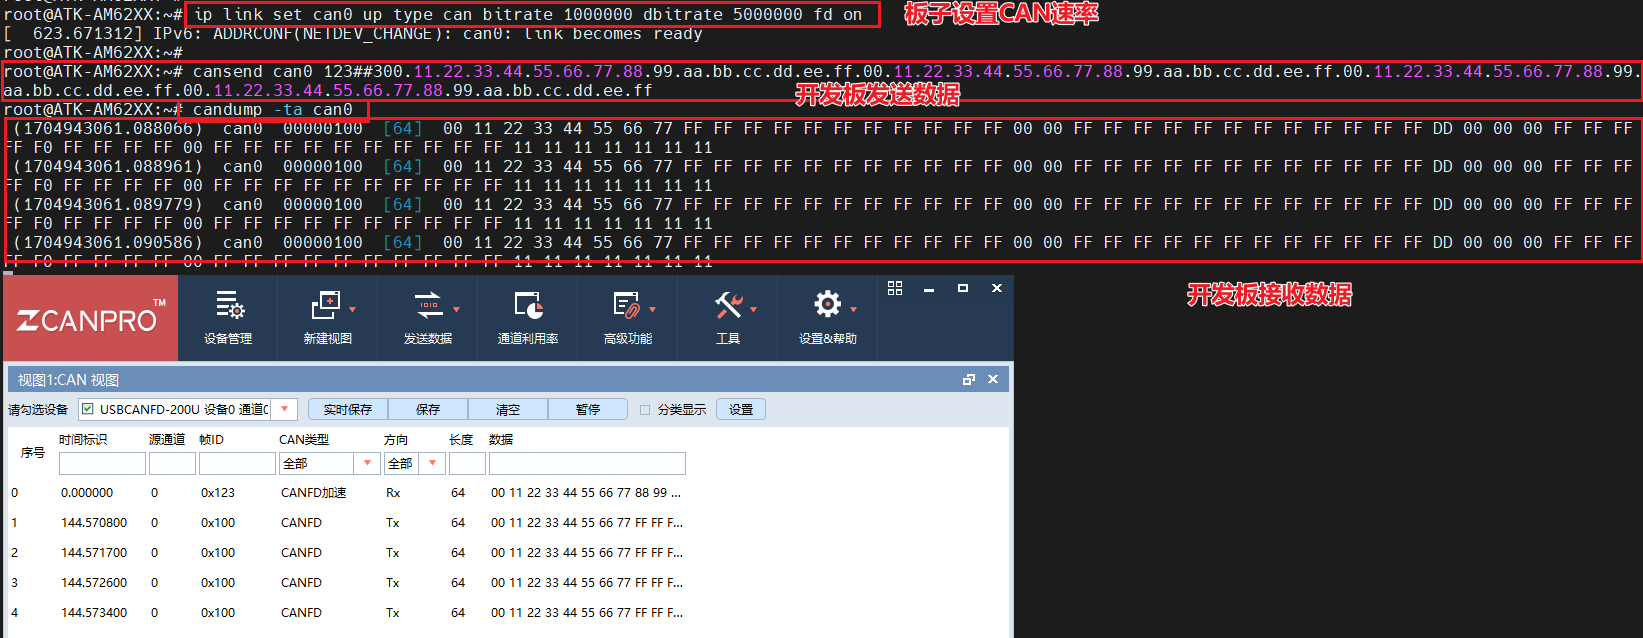 root@ATK-AM62XX:~# ip link set can0 up type can bitrate 1000000 dbitrate 5000000 fd on
板子设置CAN速率
[  623.671312] IPv6: ADDRCONF(NETDEV_CHANGE): can0: link becomes ready
root@ATK-AM62XX:~#
root@ATK-AM62XX:~# cansend can0 123##300.11.22.33.44.55.66.77.88.99.aa.bb.cc.dd.ee.ff.00.11.22.33.44.55.66.77.88.99.aa.bb.cc.dd.ee.ff.00.11.22.33.44.55.66.77.88.99.
aa.bb.cc.dd.ee.ff.00.11.22.33.44.55.66.77.88.99.aa.bb.cc.dd.ee.ff
开发板发送数据
root@ATK-AM62XX:~# candump -ta can0
(1704943061.088066)  can0  00000100  [64]  00 11 22 33 44 55 66 77 FF FF FF FF FF FF FF FF FF FF FF 00 00 FF FF FF FF FF FF FF FF FF FF FF FF DD 00 00 00 FF FF FF
FF F0 FF FF FF FF 00 FF FF FF FF FF FF FF FF FF FF 11 11 11 11 11 11 11
(1704943061.088961)  can0  00000100  [64]  00 11 22 33 44 55 66 77 FF FF FF FF FF FF FF FF FF FF FF 00 00 FF FF FF FF FF FF FF FF FF FF FF FF DD 00 00 00 FF FF FF
FF F0 FF FF FF FF 00 FF FF FF FF FF FF FF FF FF FF 11 11 11 11 11 11 11
(1704943061.089779)  can0  00000100  [64]  00 11 22 33 44 55 66 77 FF FF FF FF FF FF FF FF FF FF FF 00 00 FF FF FF FF FF FF FF FF FF FF FF FF DD 00 00 00 FF FF FF
FF F0 FF FF FF FF 00 FF FF FF FF FF FF FF FF FF FF 11 11 11 11 11 11 11
(1704943061.090586)  can0  00000100  [64]  00 11 22 33 44 55 66 77 FF FF FF FF FF FF FF FF FF FF FF 00 00 FF FF FF FF FF FF FF FF FF FF FF FF DD 00 00 00 FF FF FF
FF F0 FF FF FF FF 00 FF FF FF FF FF FF FF FF FF FF 11 11 11 11 11 11 11
开发板接收数据
ZCANPRO™
设备管理 新建视图 发送数据 通道利用率 高级功能 工具 设置&帮助
视图1:CAN 视图
请勾选设备 USBCANFD-200U 设备0 通道0 实时保存 保存 清空 暂停 分类显示 设置
序号 时间标识 源通道 帧ID CAN类型 方向 长度 数据
全部 全部
0 0.000000 0 0x123 CANFD加速 Rx 64 00 11 22 33 44 55 66 77 88 99 ...
1 144.570800 0 0x100 CANFD Tx 64 00 11 22 33 44 55 66 77 FF FF F...
2 144.571700 0 0x100 CANFD Tx 64 00 11 22 33 44 55 66 77 FF FF F...
3 144.572600 0 0x100 CANFD Tx 64 00 11 22 33 44 55 66 77 FF FF F...
4 144.573400 0 0x100 CANFD Tx 64 00 11 22 33 44 55 66 77 FF FF F...